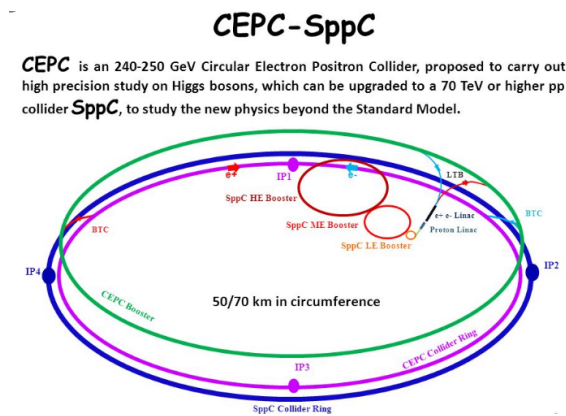 CEPC-SppC
CEPC is an 240-250 GeV Circular Electron Positron Collider, proposed to carry out
high precision study on Higgs bosons, which can be upgraded to a 70 TeV or higher pp
collider SppC, to study the new physics beyond the Standard Model.
e+
IP1
e-
LTB
SppC HE Booster
e+ e- Linac
BTC
BTC
SppC ME Booster
Proton Linac
SppC LE Booster
IP4
IP2
50/70 km in circumference
CEPC Booster
CEPC Collider Ring
IP3
SppC Collider Ring